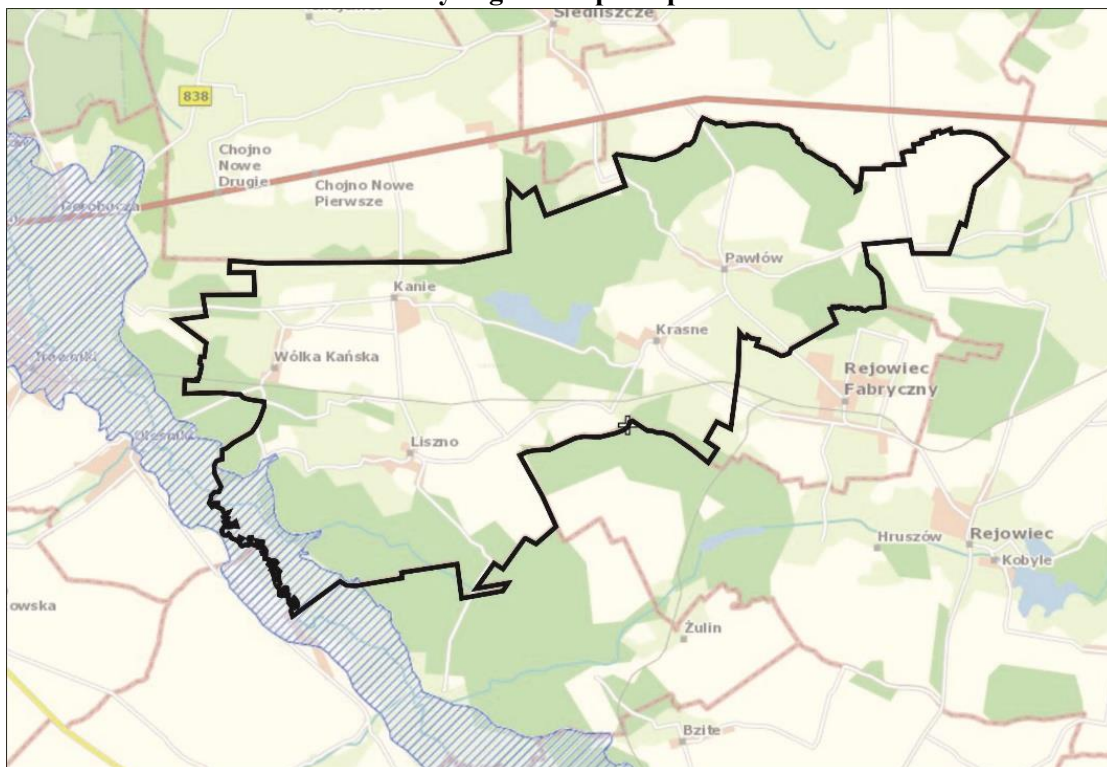 838
Chojno
Nowe
Drugie
Chojno Nowe
Pierwsze
Pawłów
Kanie
Krasne
Wólka Kańska
Rejowiec
Fabryczny
Liszno
Hruszów
Rejowiec
Kobyle
owska
Żulin
Bzite